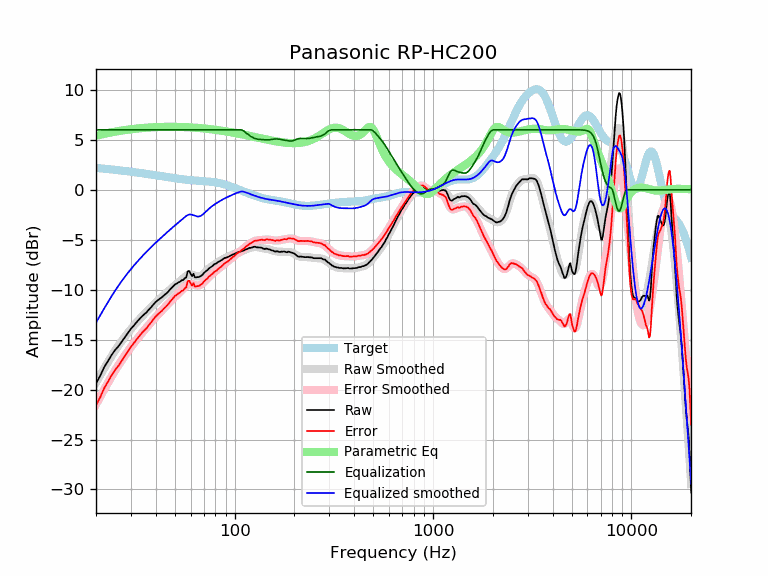 Panasonic RP-HC200
Amplitude (dBr)
10
5
0
−5
−10
−15
−20
−25
−30
Target
Raw Smoothed
Error Smoothed
Raw
Error
Parametric Eq
Equalization
Equalized smoothed
100
1000
10000
Frequency (Hz)